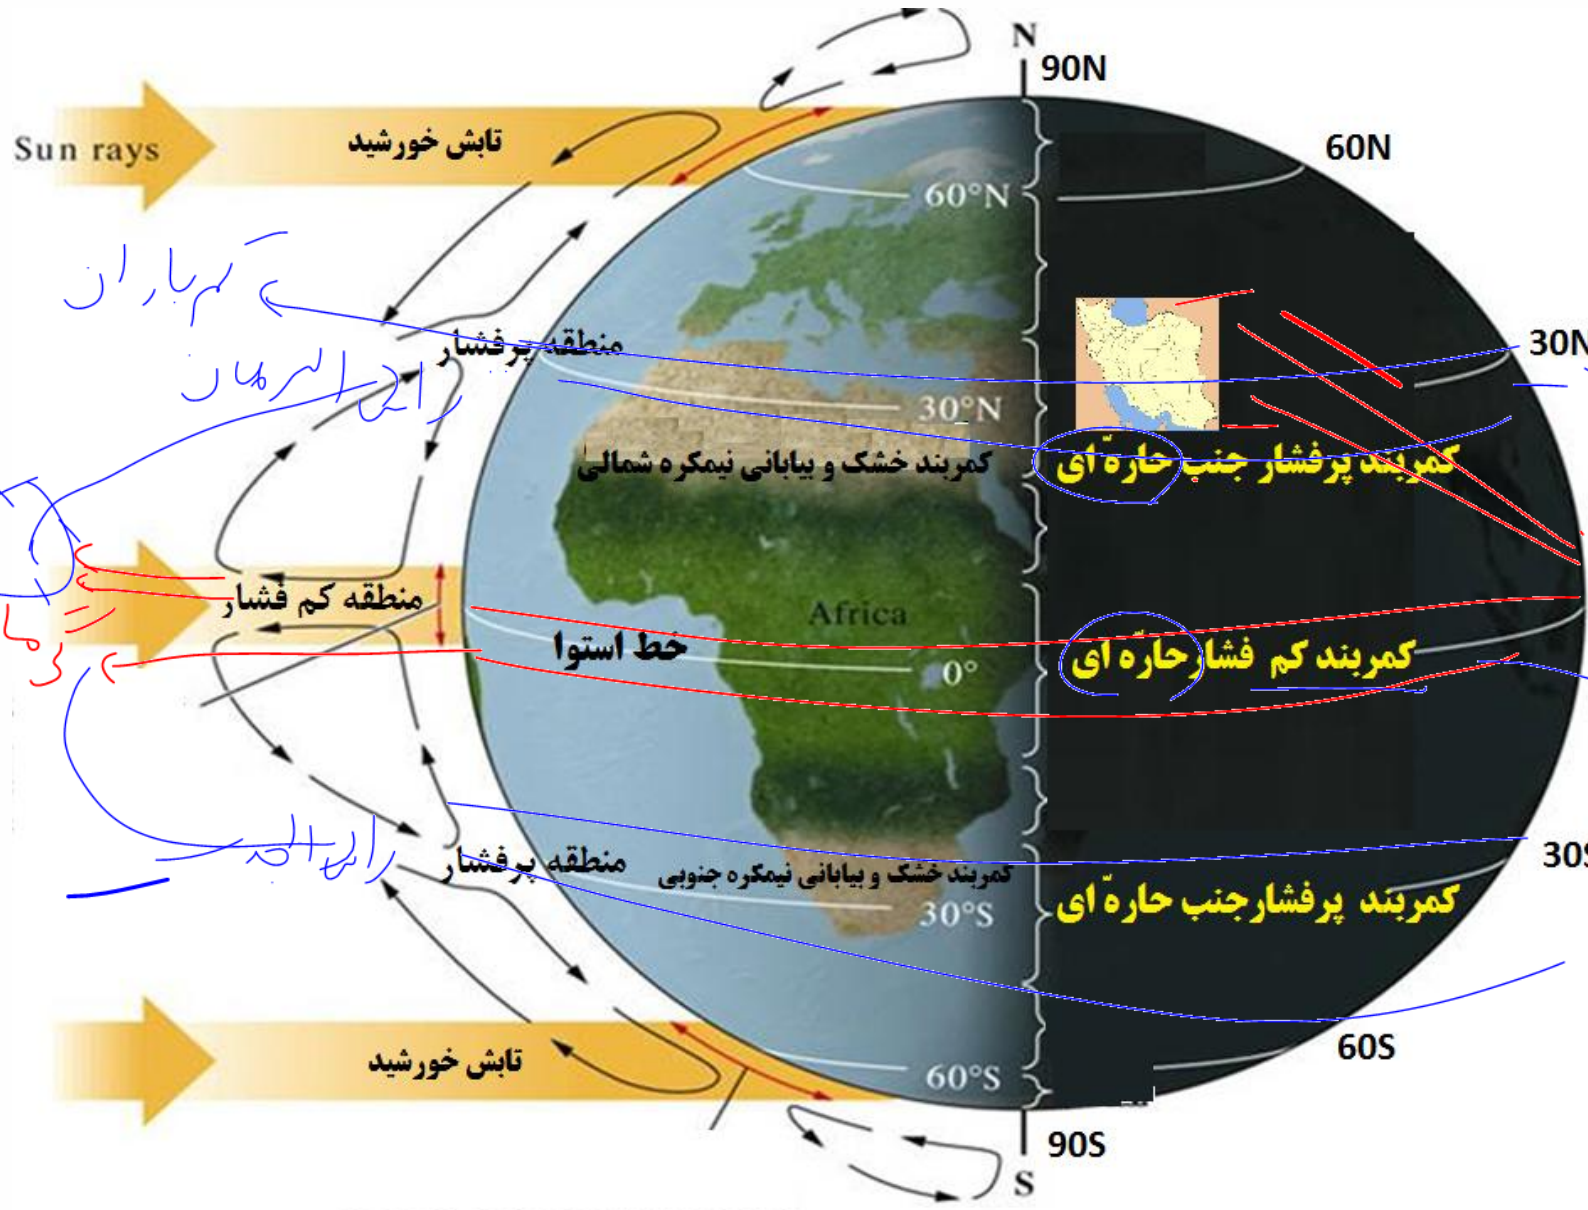 N
90N
60N
Sun rays
تابش خورشید
60°N
کم باران
منطقه پرفشار
30N
30°N
کمربند خشک و بیابانی نیمکره شمالی
کمربند پرفشار جنب حارّه ای
منطقه کم فشار
Africa
خط استوا
0°
کمربند کم فشار حارّه ای
منطقه پرفشار
کمربند خشک و بیابانی نیمکره جنوبی
30S
30°S
کمربند پرفشار جنب حارّه ای
تابش خورشید
60°S
60S
90S
S